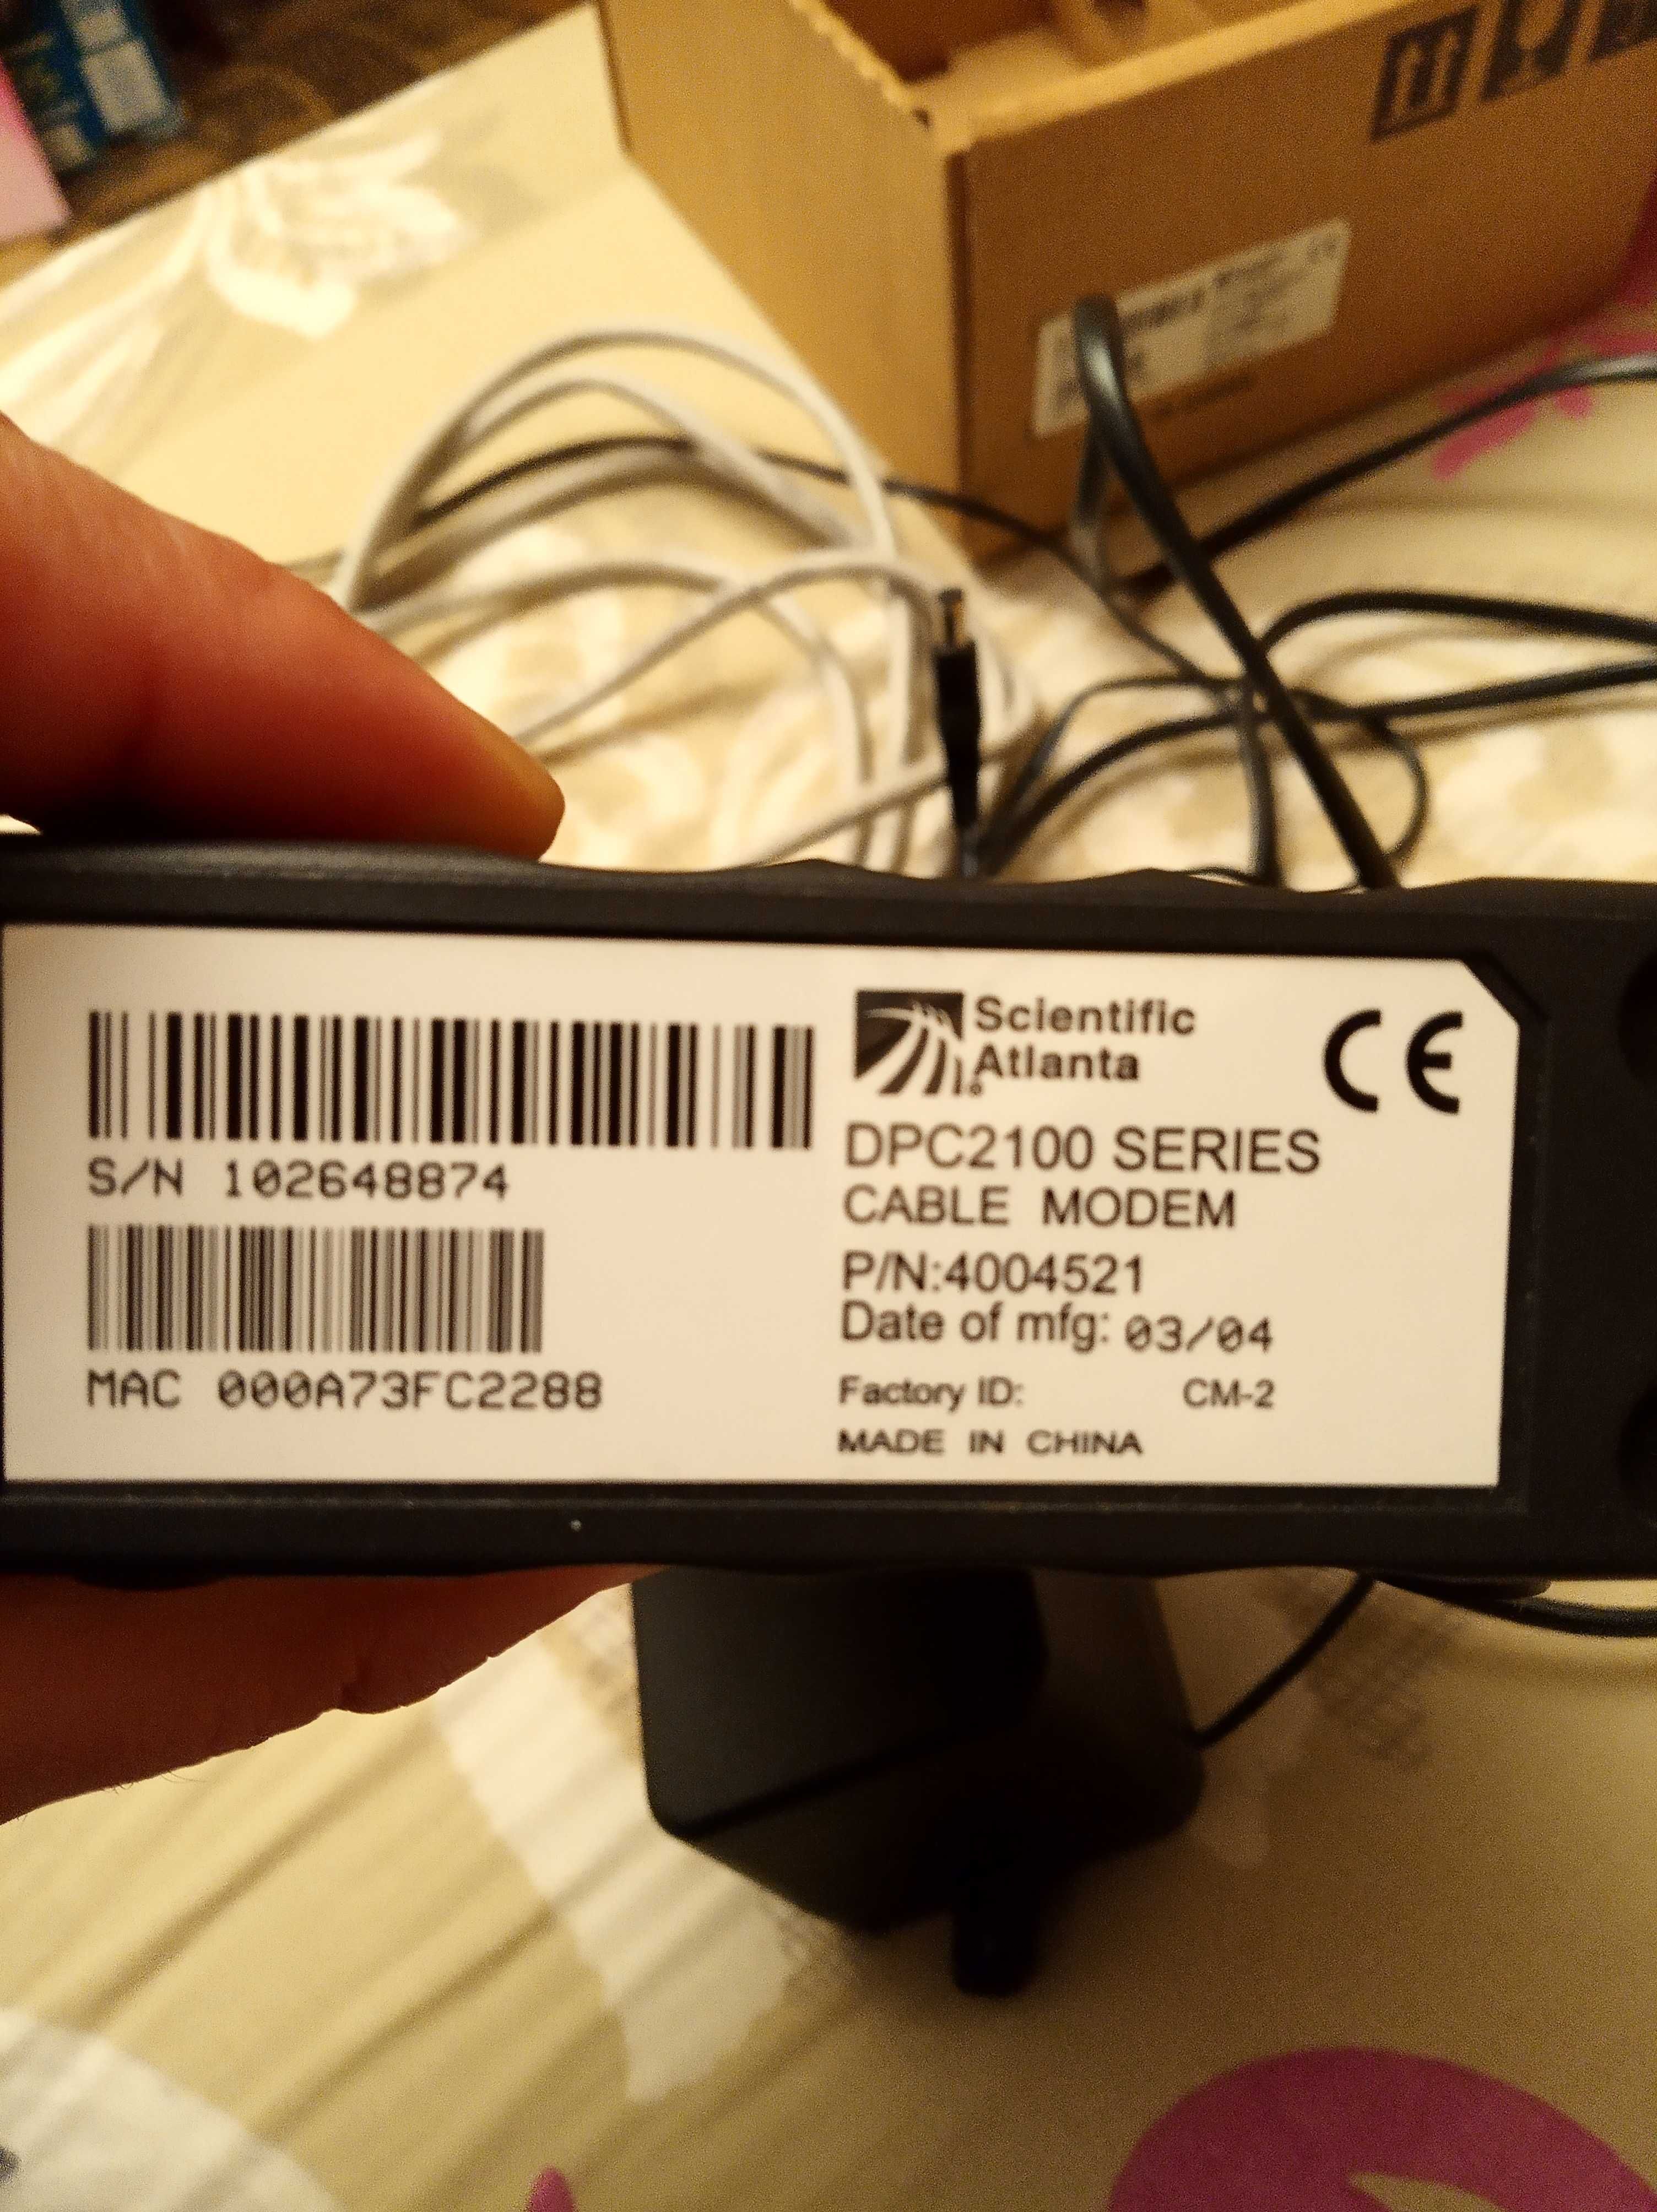 S/N 102648874
MAC 000A73FC2288
Scientific
Atlanta
DPC2100 SERIES
CABLE MODEM
P/N:4004521
Date of mfg: 03/04
Factory ID: CM-2
MADE IN CHINA
CE